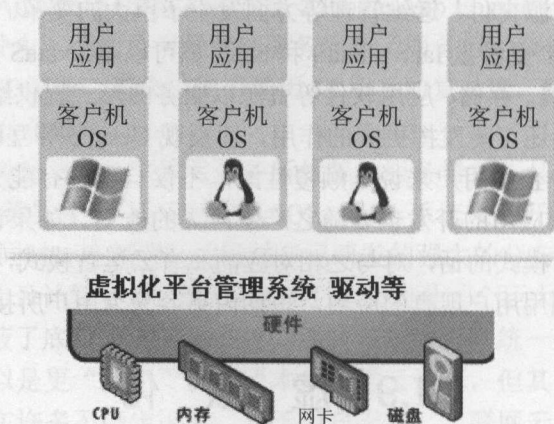 用户
应用
用户
应用
用户
应用
用户
应用
客户机
OS
客户机
OS
客户机
OS
客户机
OS
虚拟化平台管理系统 驱动等
硬件
CPU
内存
网卡
磁盘